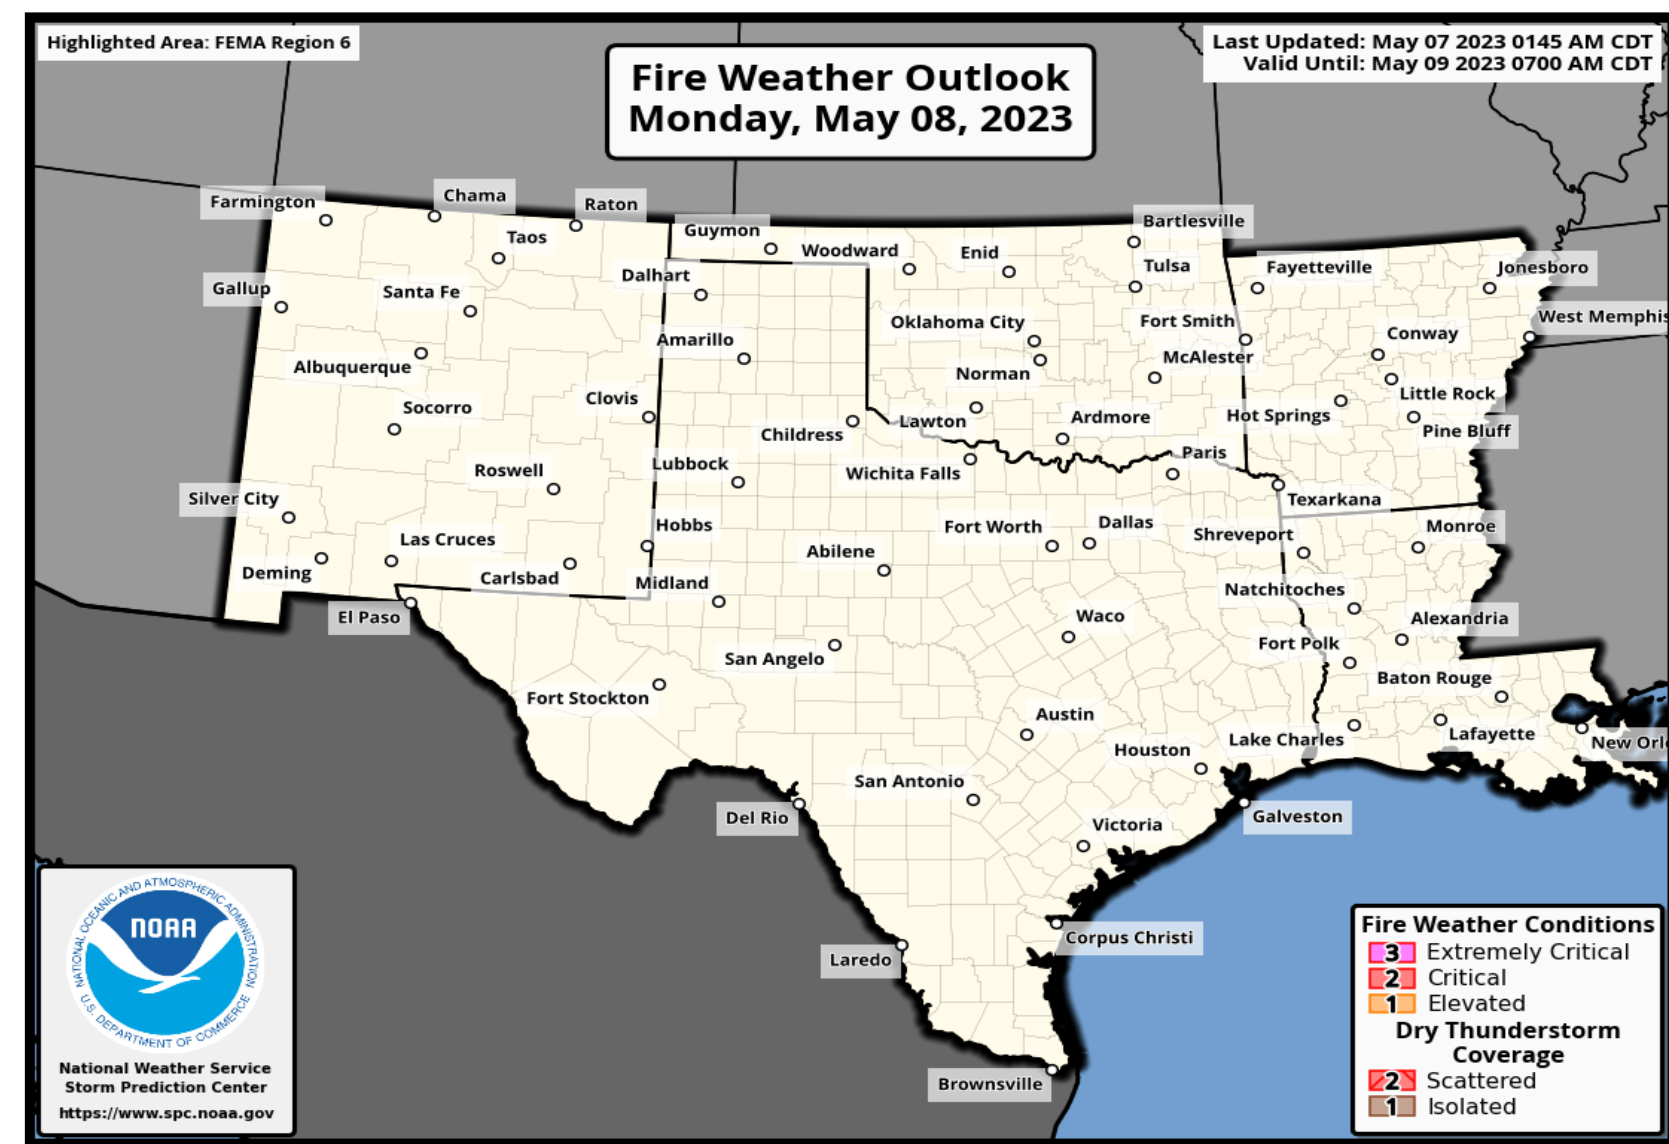 Highlighted Area: FEMA Region 6
Fire Weather Outlook
Monday, May 08, 2023
Last Updated: May 07 2023 0145 AM CDT
Valid Until: May 09 2023 0700 AM CDT
Farmington
Chama
Raton
Taos
Guymon
Woodward
Enid
Bartlesville
Tulsa
Fayetteville
Jonesboro
Gallup
Santa Fe
Dalhart
Oklahoma City
Fort Smith
West Memphis
Albuquerque
Amarillo
Norman
McAlester
Conway
Little Rock
Socorro
Clovis
Childress
Lawton
Ardmore
Hot Springs
Pine Bluff
Roswell
Lubbock
Wichita Falls
Paris
Texarkana
Silver City
Las Cruces
Hobbs
Abilene
Fort Worth
Dallas
Shreveport
Monroe
Deming
Carlsbad
Midland
Natchitoches
El Paso
San Angelo
Waco
Fort Polk
Alexandria
Fort Stockton
Austin
Baton Rouge
Houston
Lake Charles
Lafayette
New Orl
San Antonio
Del Rio
Victoria
Galveston
Laredo
Corpus Christi
Brownsville
NATIONAL OCEANIC AND ATMOSPHERIC ADMINISTRATION
NOAA
U.S. DEPARTMENT OF COMMERCE
National Weather Service
Storm Prediction Center
https://www.spc.noaa.gov
Fire Weather Conditions
3 Extremely Critical
2 Critical
1 Elevated
Dry Thunderstorm
Coverage
2 Scattered
1 Isolated